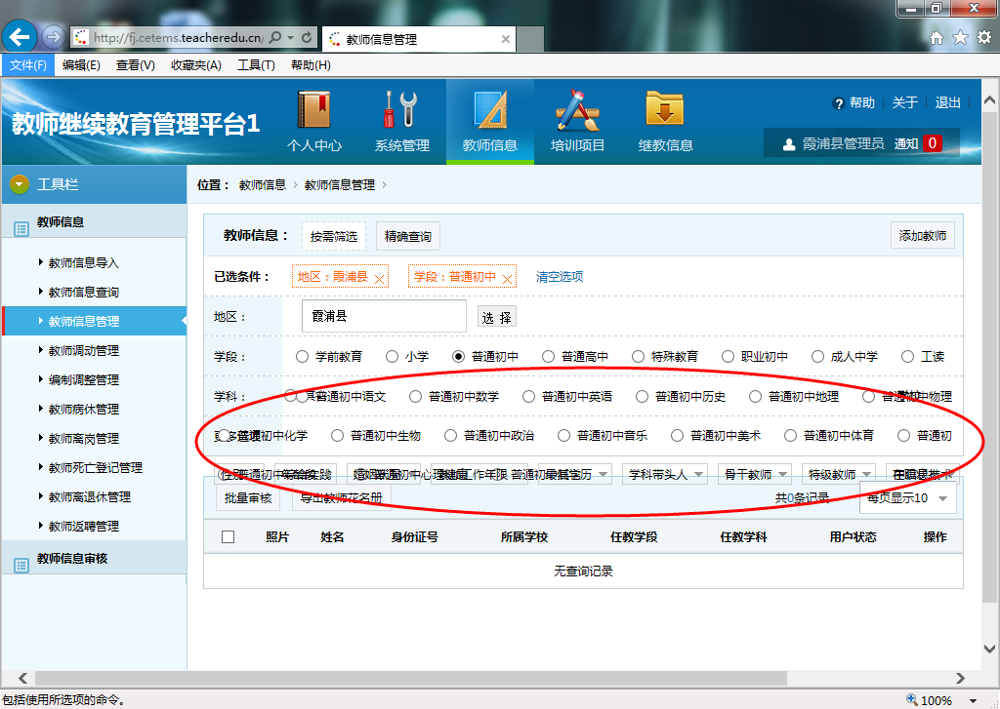 http://fj.cetems.teacheredu.cn
教师信息管理
文件(F) 编辑(E) 查看(V) 收藏夹(A) 工具(T) 帮助(H)
教师继续教育管理平台1
个人中心 系统管理 教师信息 培训项目 继教信息
? 帮助 关于 退出
霞浦县管理员 通知 0
工具栏
位置： 教师信息 教师信息管理
教师信息
教师信息导入
教师信息查询
教师信息管理
教师调动管理
编制调整管理
教师病休管理
教师离岗管理
教师死亡登记管理
教师离退休管理
教师返聘管理
教师信息审核
教师信息： 按需筛选 精确查询 添加教师
已选条件： 地区：霞浦县 学段：普通初中 清空选项
地区： 霞浦县 选 择
学段： 学前教育 小学 普通初中 普通高中 特殊教育 职业初中 成人中学 工读
学科： 普通初中语文 普通初中数学 普通初中英语 普通初中历史 普通初中地理 普通初中物理
普通初中化学 普通初中生物 普通初中政治 普通初中音乐 普通初中美术 普通初中体育 普通初
性别 工作年限 最高学历 学科带头人 骨干教师 特级教师
批量审核 导出教师花名册 共0条记录 每页显示10
照片 姓名 身份证号 所属学校 任教学段 任教学科 用户状态 操作
无查询记录
包括使用所选项的命令。
100%